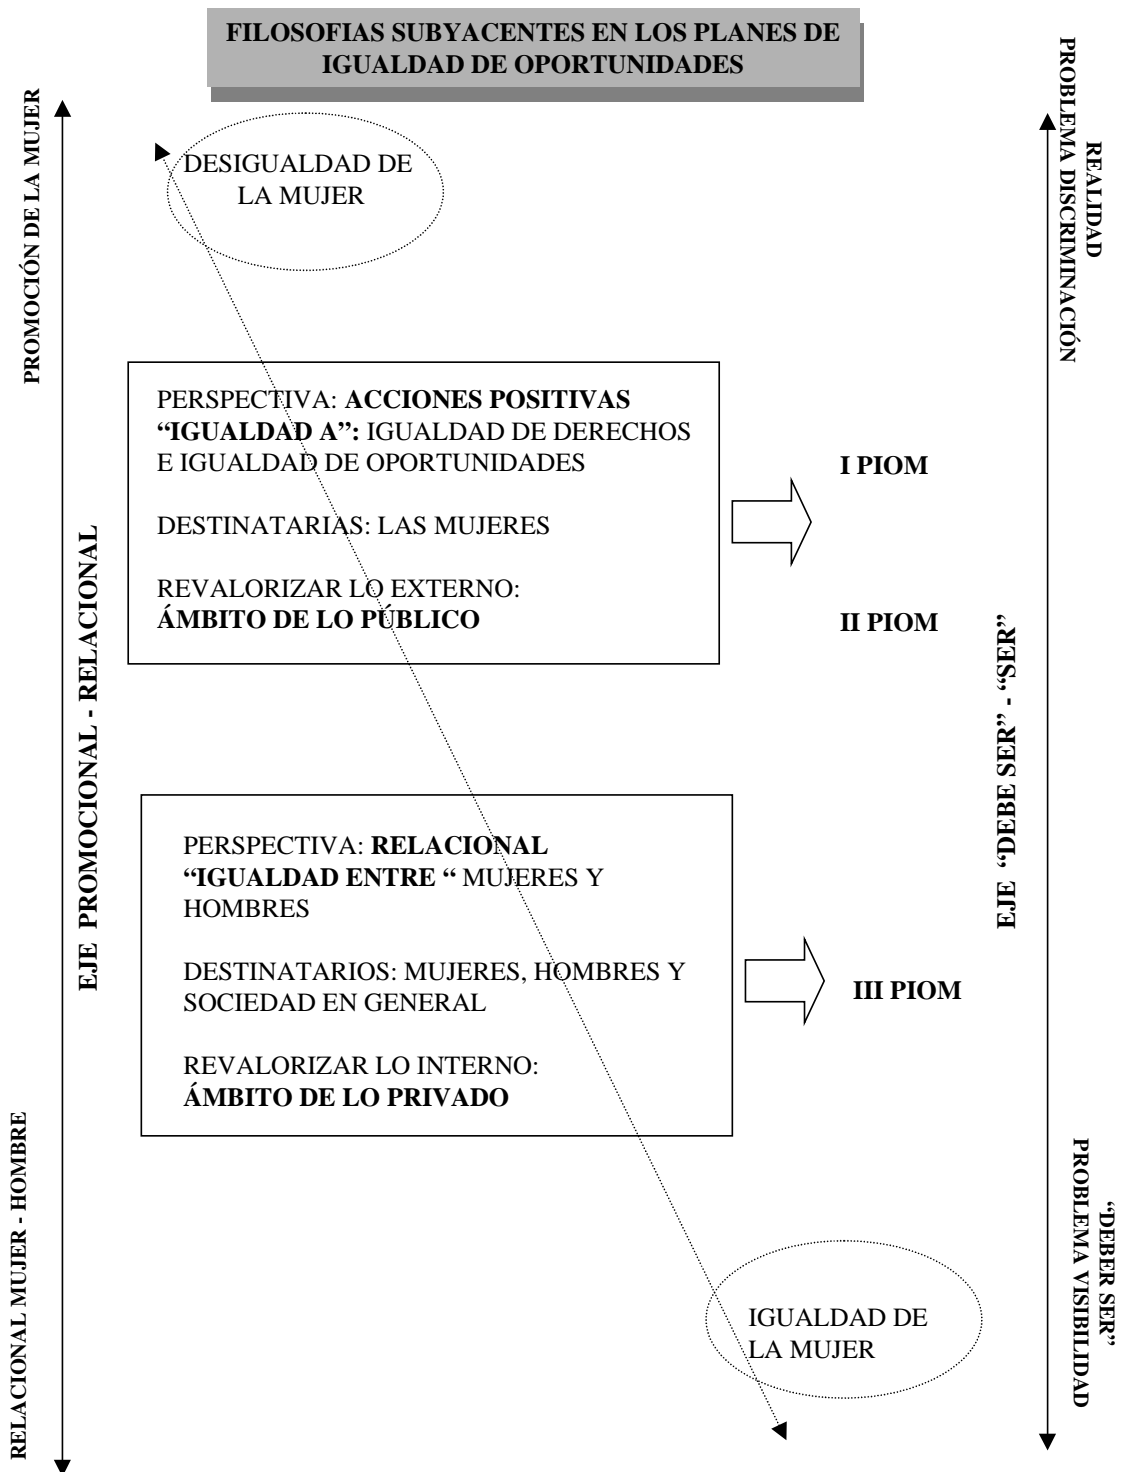 FILOSOFIAS SUBYACENTES EN LOS PLANES DE
IGUALDAD DE OPORTUNIDADES
PROMOCIÓN DE LA MUJER
EJE PROMOCIONAL - RELACIONAL
RELACIONAL MUJER - HOMBRE
DESIGUALDAD DE
LA MUJER
PERSPECTIVA: ACCIONES POSITIVAS
“IGUALDAD A”: IGUALDAD DE DERECHOS
E IGUALDAD DE OPORTUNIDADES
DESTINATARIAS: LAS MUJERES
REVALORIZAR LO EXTERNO:
ÁMBITO DE LO PÚBLICO
I PIOM
II PIOM
PERSPECTIVA: RELACIONAL
“IGUALDAD ENTRE “ MUJERES Y
HOMBRES
DESTINATARIOS: MUJERES, HOMBRES Y
SOCIEDAD EN GENERAL
REVALORIZAR LO INTERNO:
ÁMBITO DE LO PRIVADO
III PIOM
IGUALDAD DE
LA MUJER
REALIDAD
PROBLEMA DISCRIMINACIÓN
EJE “DEBE SER” - “SER”
“DEBER SER”
PROBLEMA VISIBILIDAD